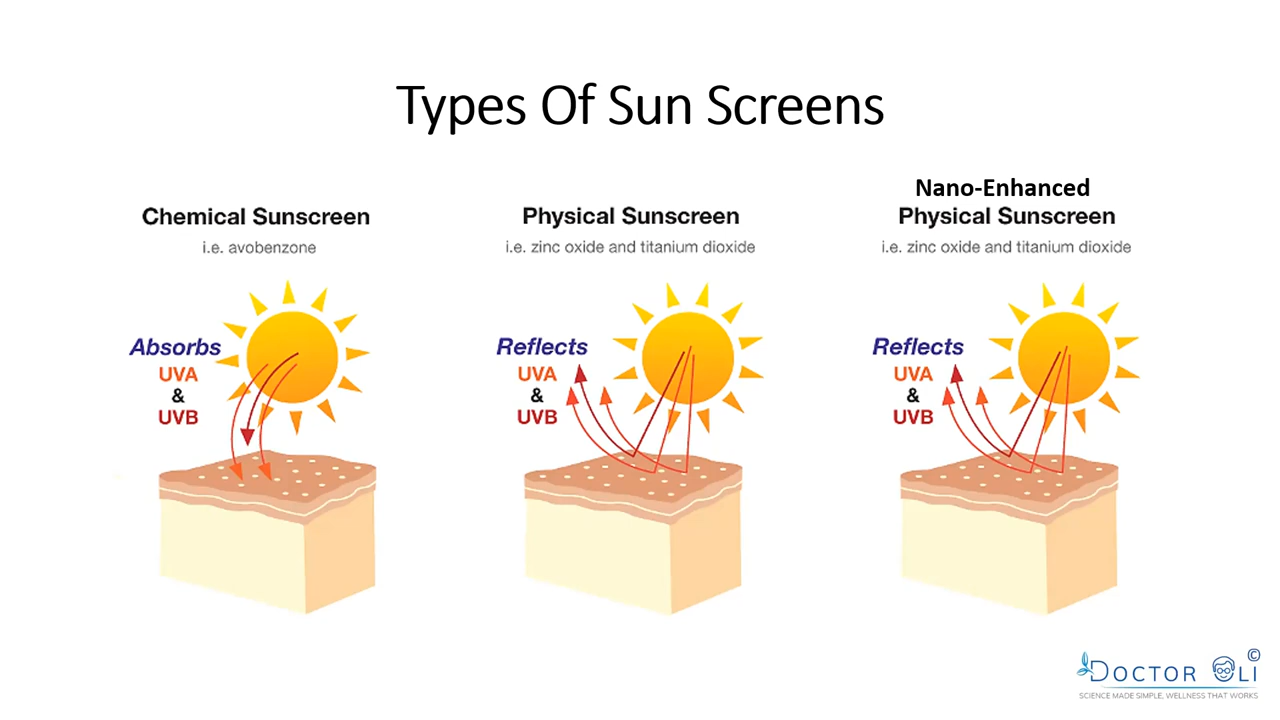 Types Of Sun Screens
Chemical Sunscreen
i.e. avobenzone
Absorbs
UVA
&
UVB
Physical Sunscreen
i.e. zinc oxide and titanium dioxide
Reflects
UVA
&
UVB
Nano-Enhanced
Physical Sunscreen
i.e. zinc oxide and titanium dioxide
Reflects
UVA
&
UVB
DOCTOR OLI ©
SCIENCE MADE SIMPLE, WELLNESS THAT WORKS